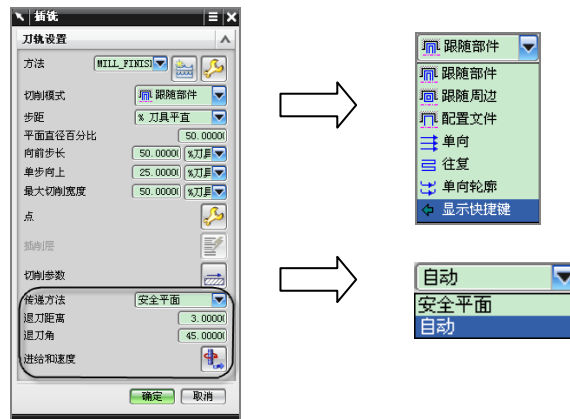 插铣
刀轨设置
方法 MILL_FINISI
切削模式 跟随部件
步距 % 刀具平直
平面直径百分比 50.0000
向前步长 50.0000 %刀具
单步向上 25.0000 %刀具
最大切削宽度 50.0000 %刀具
点
插削层
切削参数
传递方法 安全平面
退刀距离 3.0000
退刀角 45.0000
进给和速度
确定 取消
跟随部件
跟随部件
跟随周边
配置文件
单向
往复
单向轮廓
显示快捷键
自动
安全平面
自动